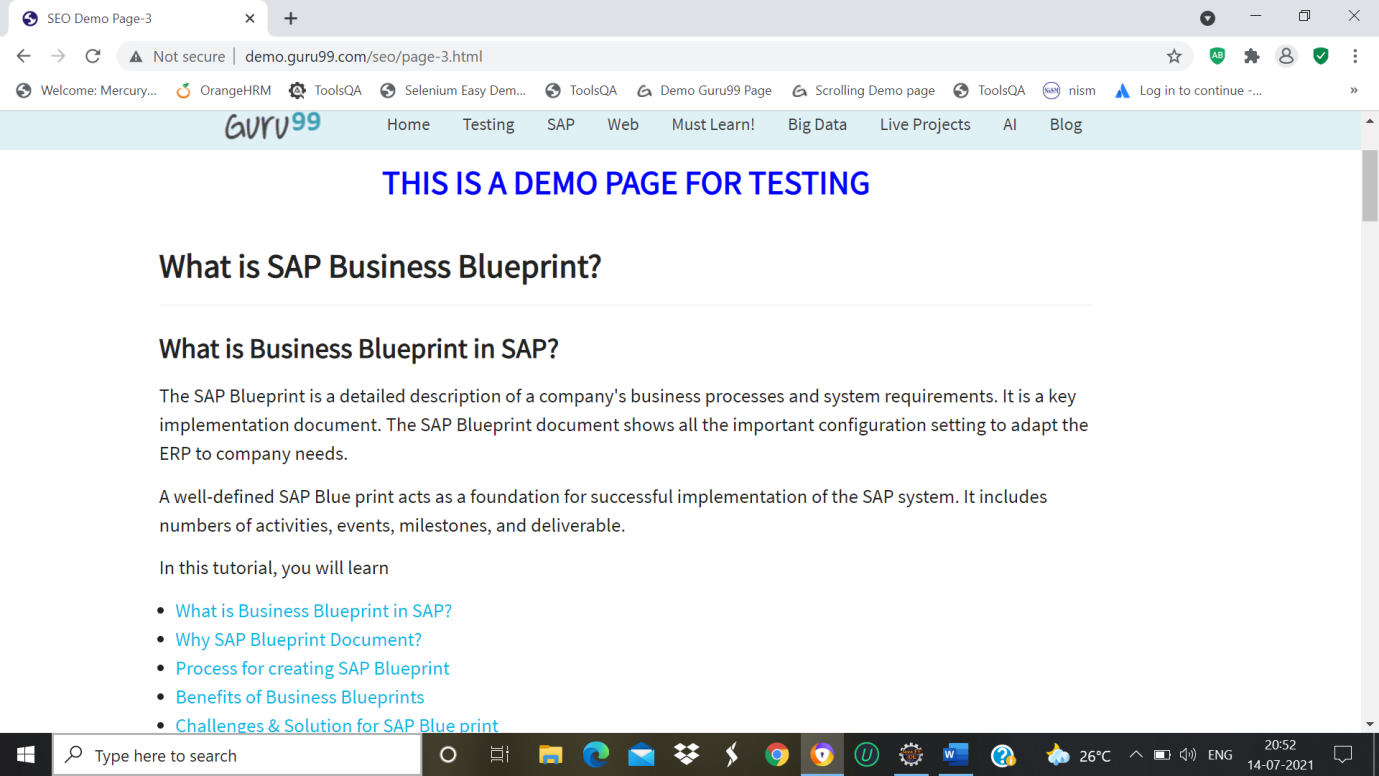 SEO Demo Page-3
Not secure demo.guru99.com/seo/page-3.html
AB
Welcome: Mercury... OrangeHRM ToolsQA Selenium Easy Dem... ToolsQA Demo Guru99 Page Scrolling Demo page ToolsQA nism Log in to continue -... »
Guru99 Home Testing SAP Web Must Learn! Big Data Live Projects AI Blog
THIS IS A DEMO PAGE FOR TESTING
What is SAP Business Blueprint?
What is Business Blueprint in SAP?
The SAP Blueprint is a detailed description of a company's business processes and system requirements. It is a key
implementation document. The SAP Blueprint document shows all the important configuration setting to adapt the
ERP to company needs.
A well-defined SAP Blue print acts as a foundation for successful implementation of the SAP system. It includes
numbers of activities, events, milestones, and deliverable.
In this tutorial, you will learn
What is Business Blueprint in SAP?
Why SAP Blueprint Document?
Process for creating SAP Blueprint
Benefits of Business Blueprints
Challenges & Solution for SAP Blue print
Type here to search
26°C
ENG
20:52
14-07-2021